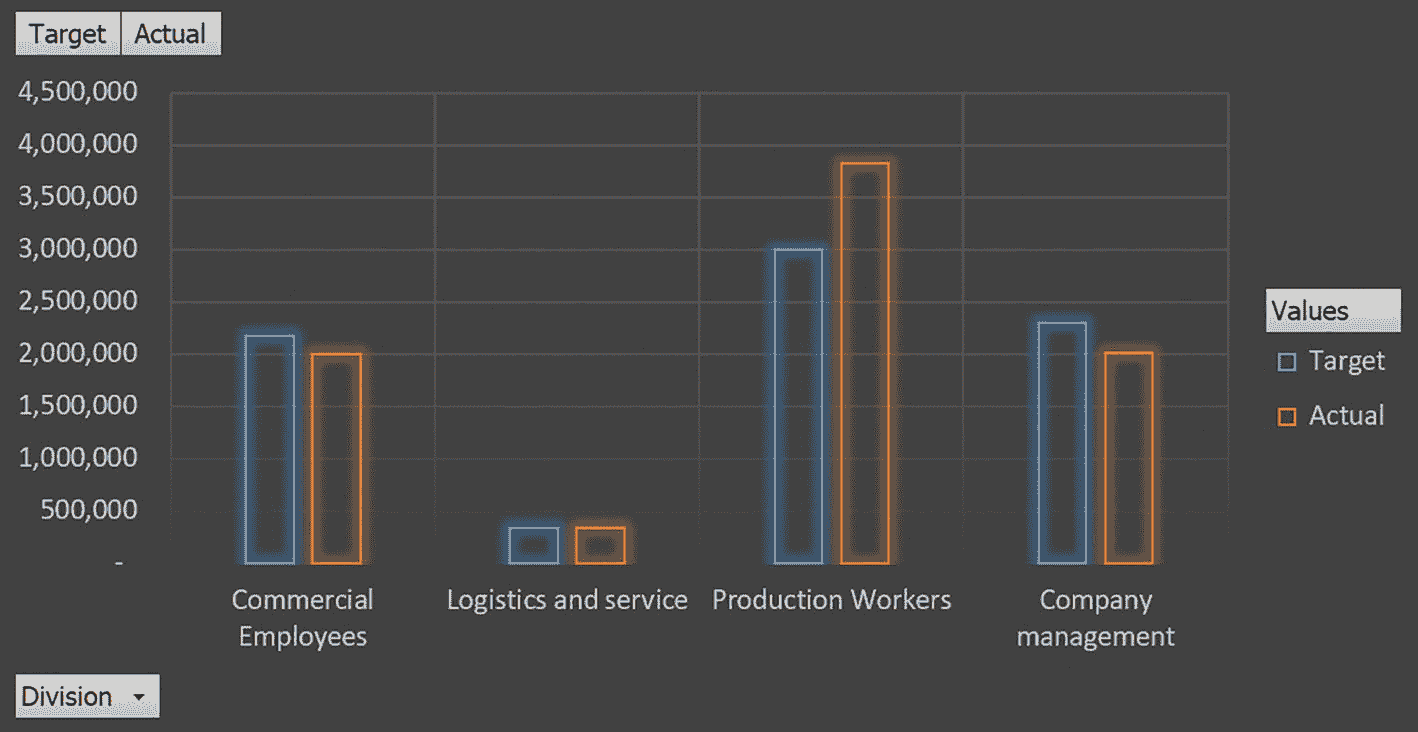 Target Actual
4,500,000
4,000,000
3,500,000
3,000,000
2,500,000
2,000,000
1,500,000
1,000,000
500,000
-
Commercial Employees
Logistics and service
Production Workers
Company management
Values
Target
Actual
Division